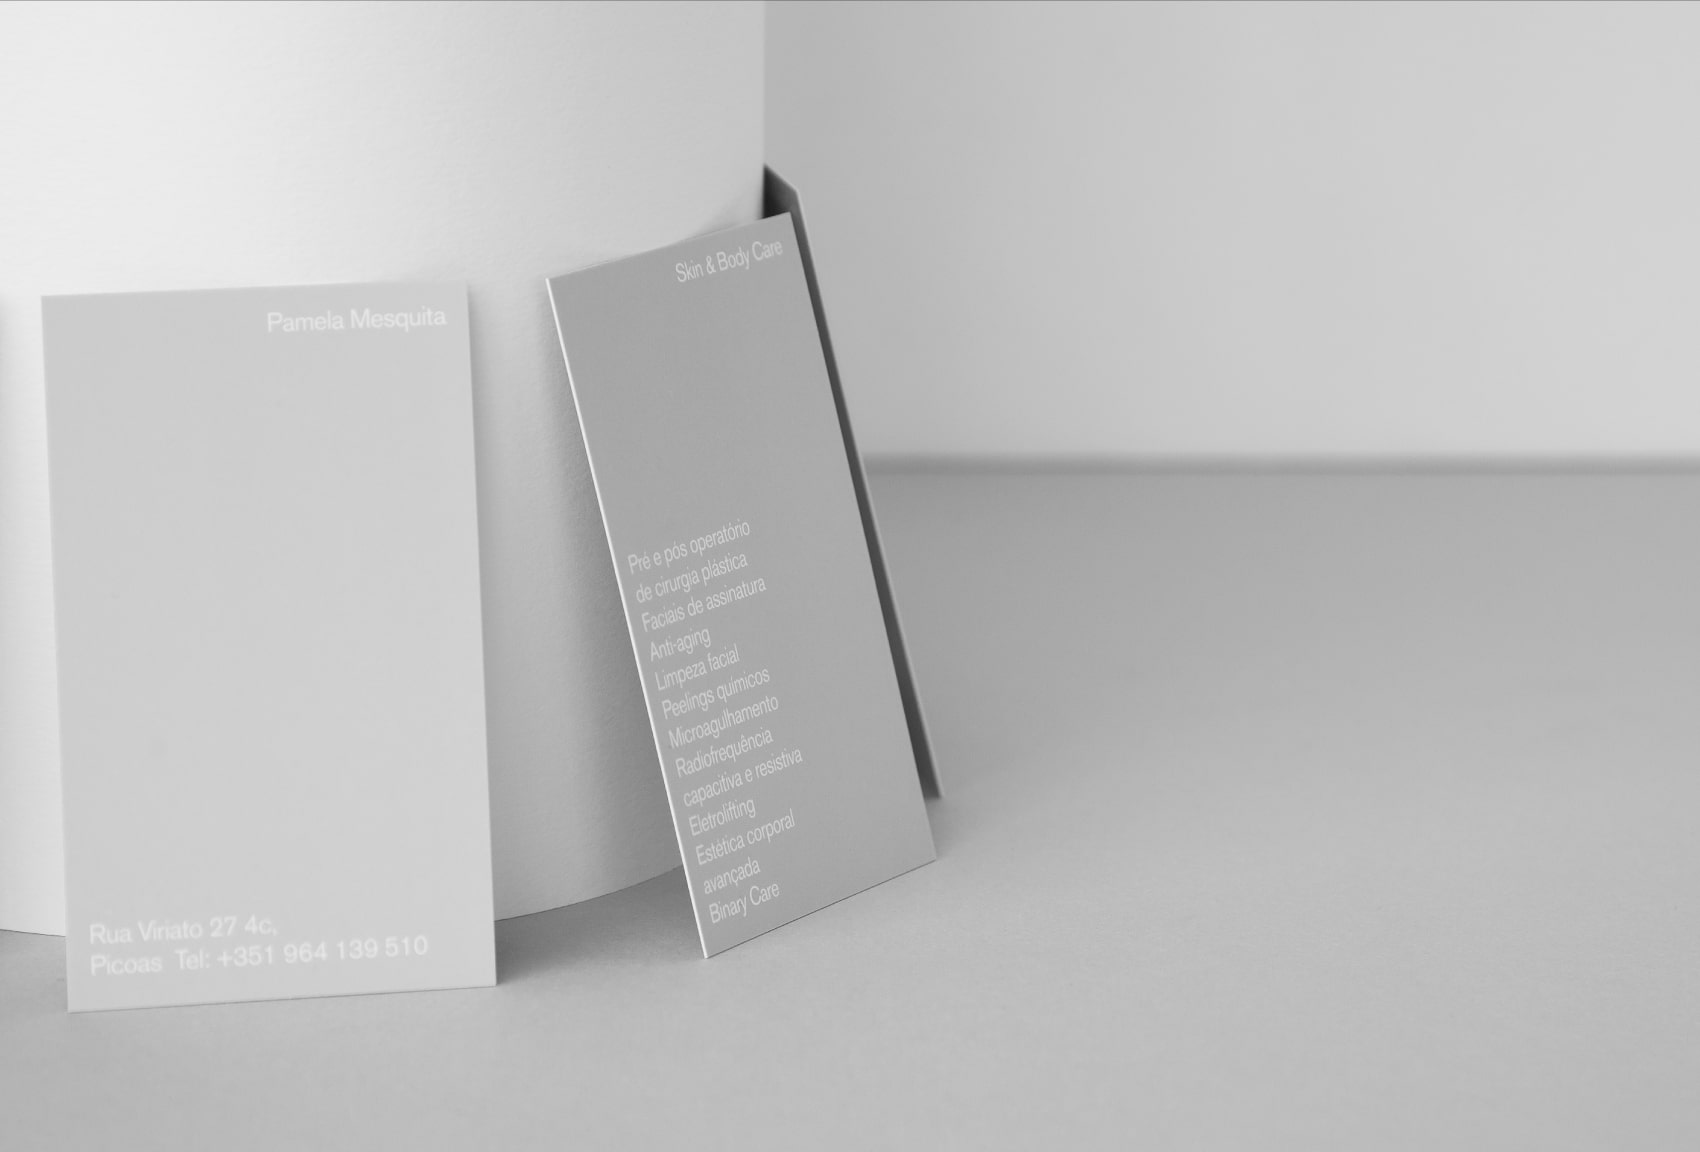 Pamela Mesquita
Rua Viriato 27 4c,
Picoas Tel: +351 964 139 510
Skin & Body Care
Pré e pós operatório
de cirurgia plástica
Faciais de assinatura
Anti-aging
Limpeza facial
Peelings químicos
Microagulhamento
Radiofrequência
capacitiva e resistiva
Eletrolifting
Estética corporal
avançada
Binary Care